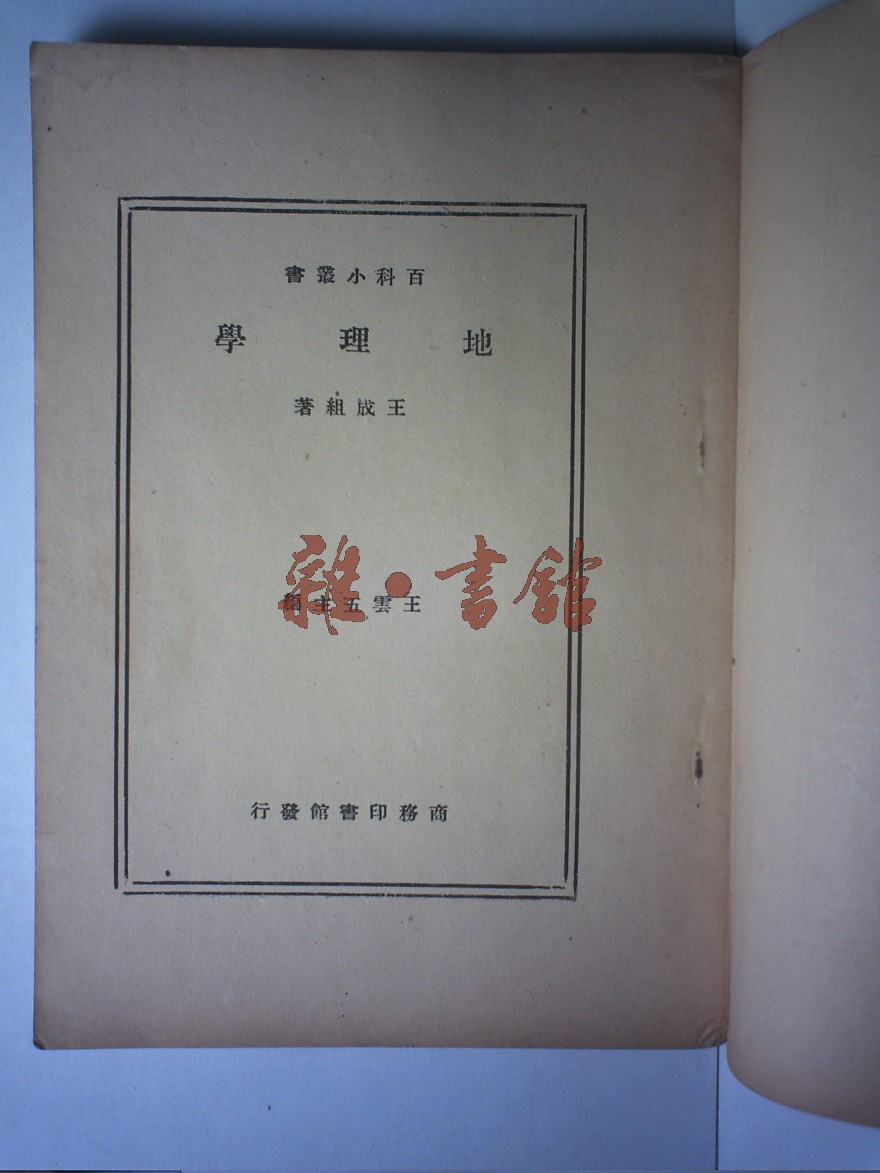 百科小叢書
地理學
王成組著
雜·書館
王雲五主編
商務印書館發行